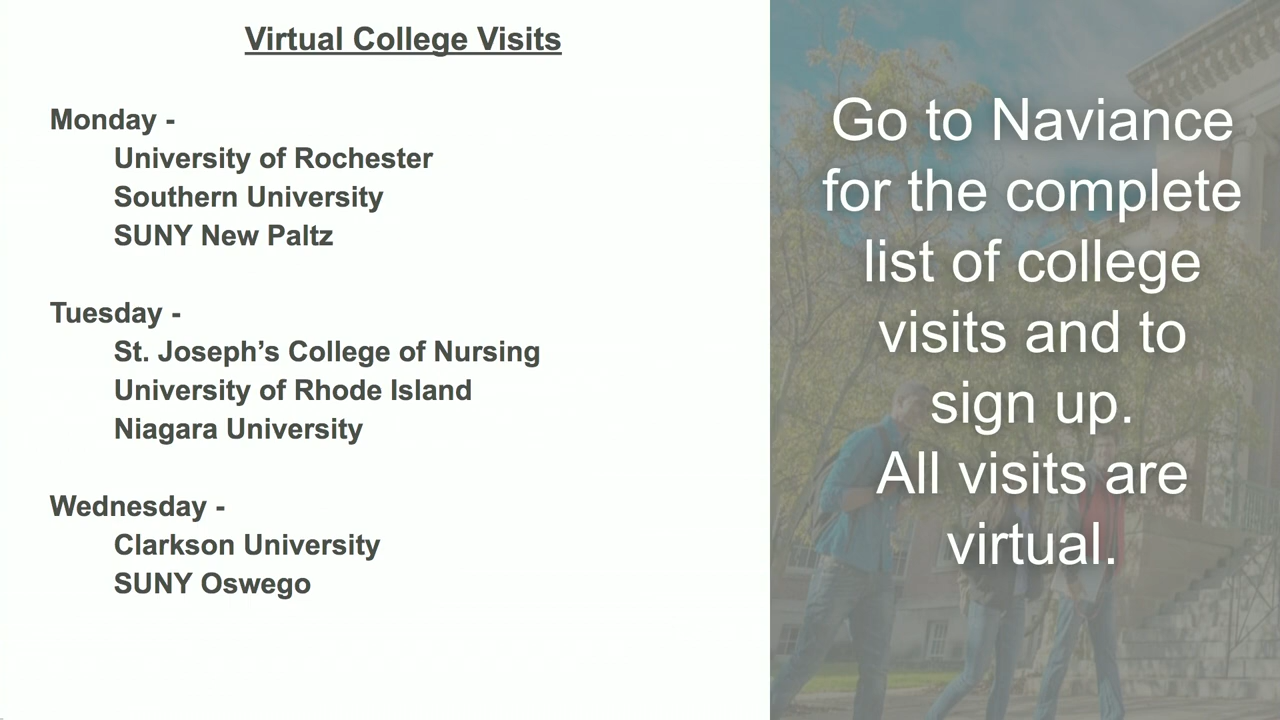 Virtual College Visits
Monday -
University of Rochester
Southern University
SUNY New Paltz
Tuesday -
St. Joseph’s College of Nursing
University of Rhode Island
Niagara University
Wednesday -
Clarkson University
SUNY Oswego
Go to Naviance
for the complete
list of college
visits and to
sign up.
All visits are
virtual.